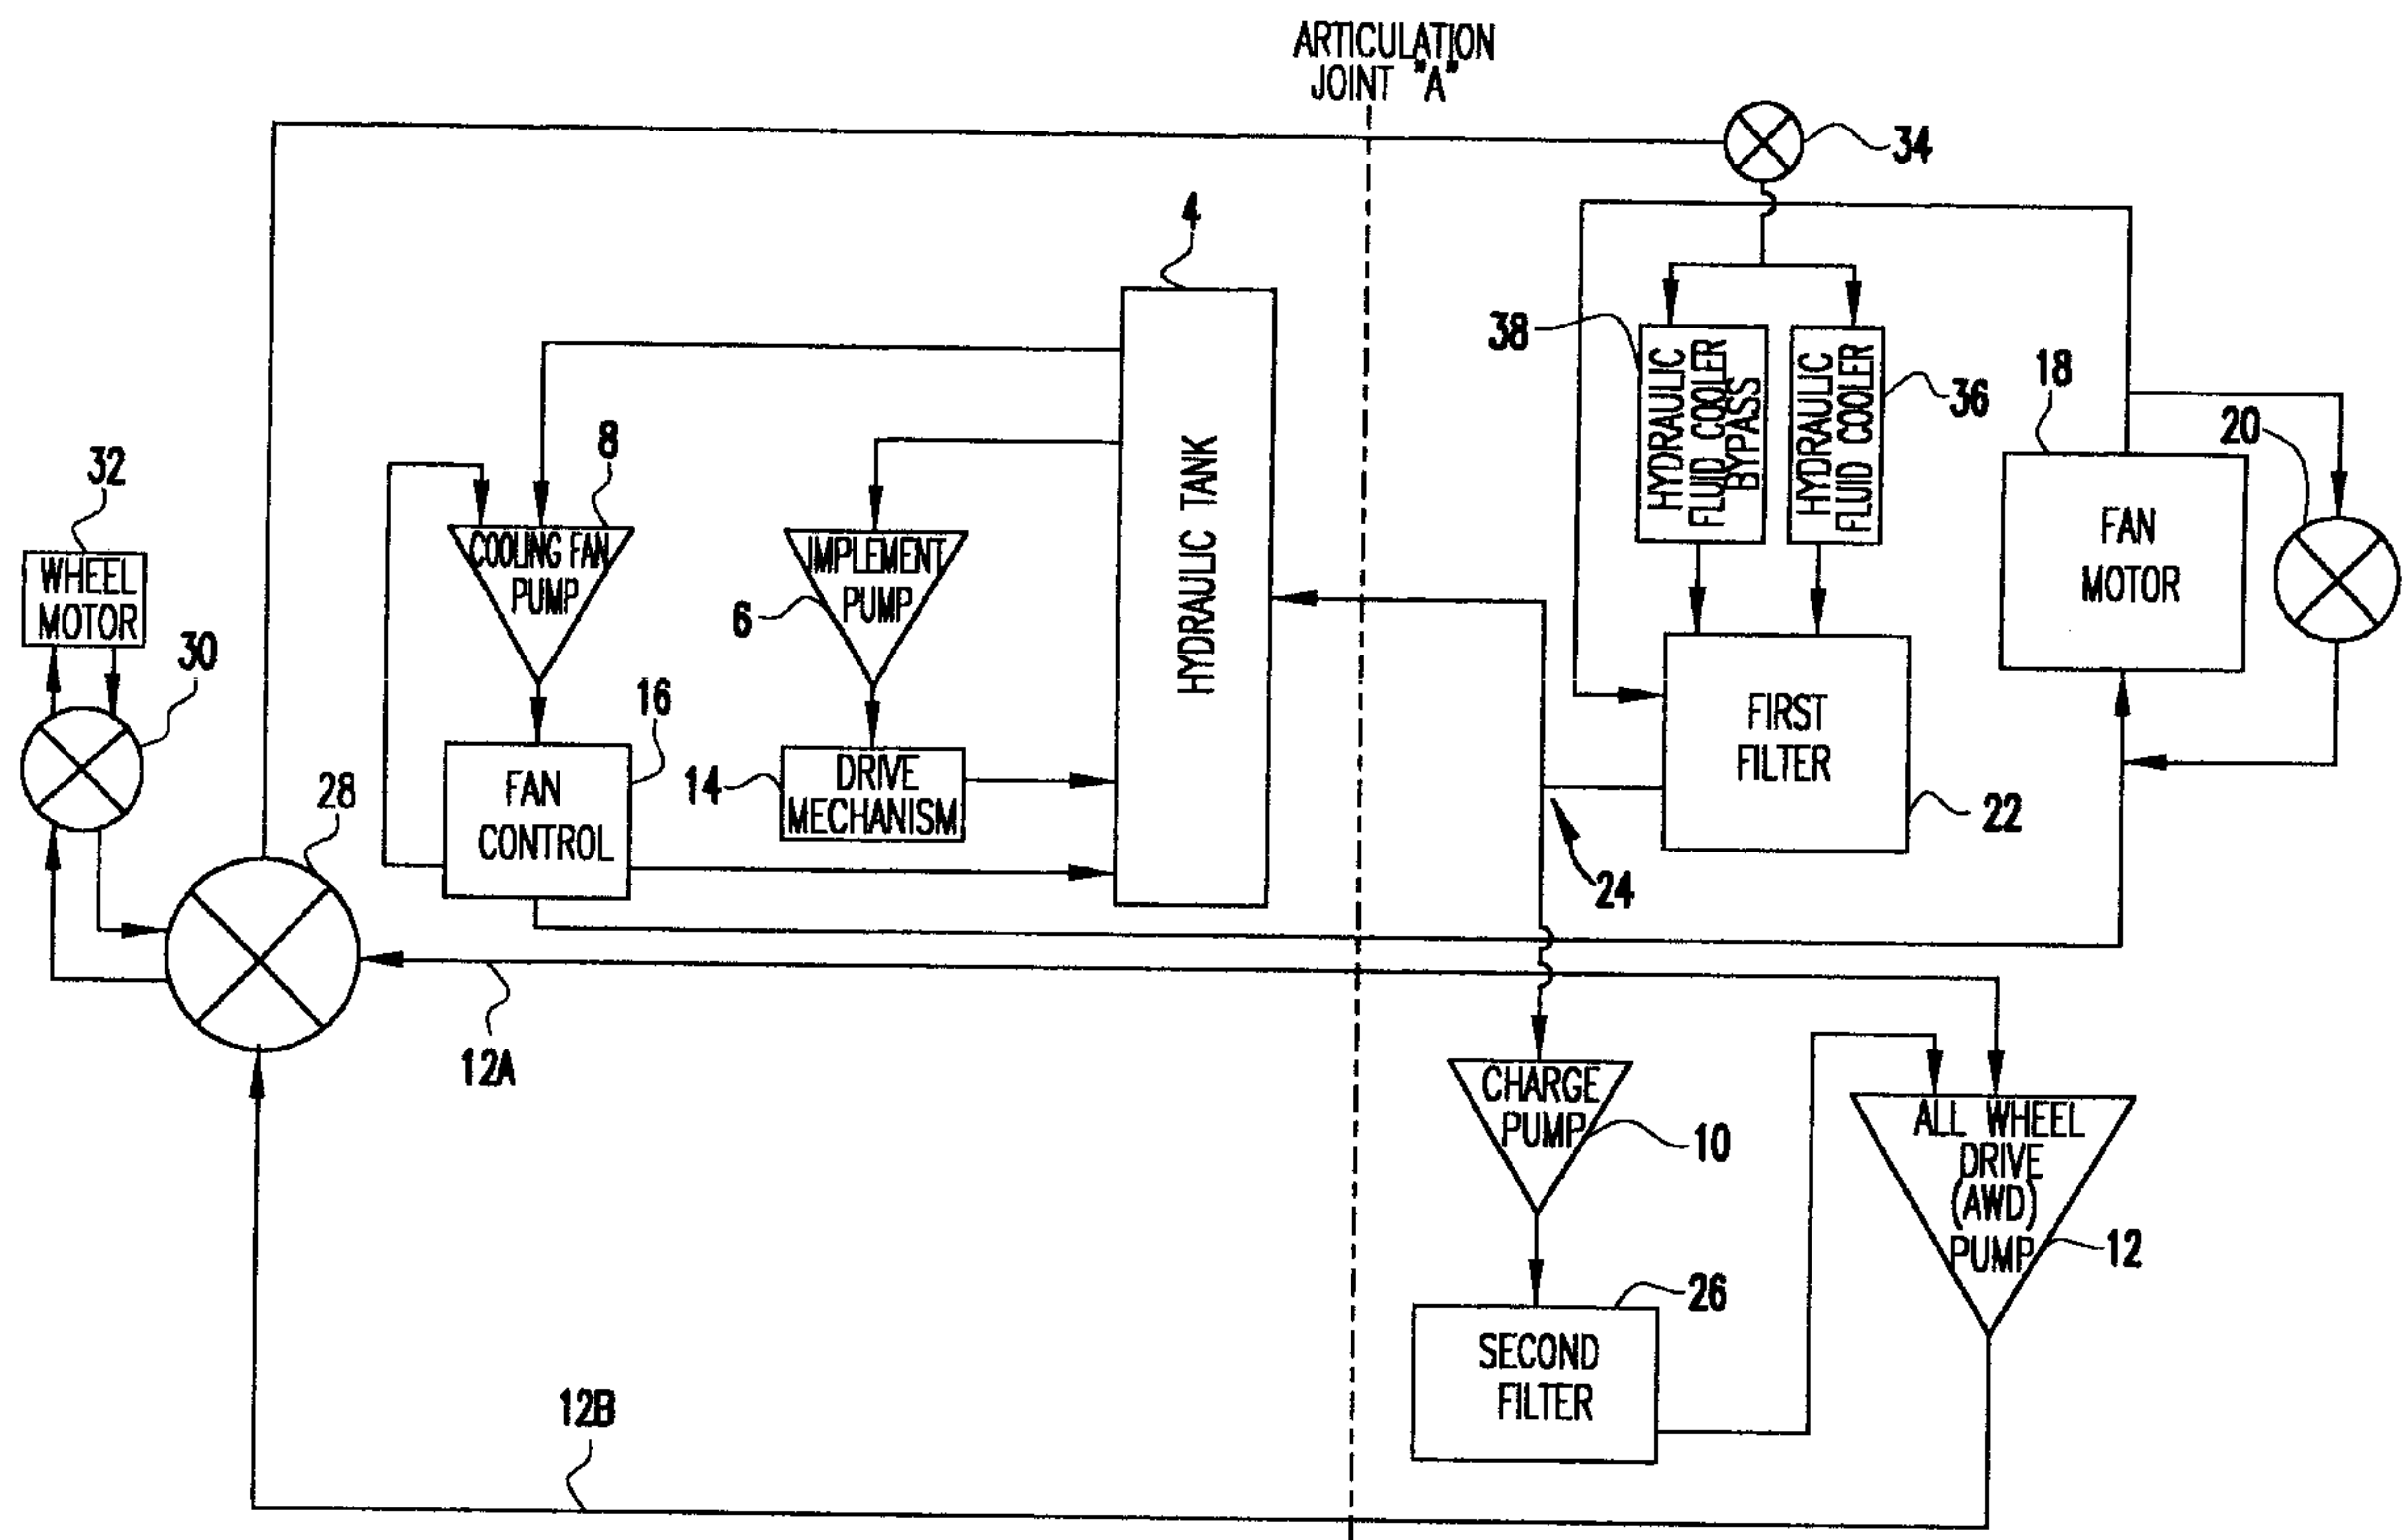 ARTICULATION
JOINT "A"
34
4
38
HYDRAULIC
FLUID COOLER
BYPASS
HYDRAULIC
FLUID COOLER
36
18
20
8
32
HYDRAULIC TANK
FAN
MOTOR
COOLING FAN
PUMP
IMPLEMENT
PUMP
6
WHEEL
MOTOR
30
16
FIRST
FILTER
28
FAN
CONTROL
14
DRIVE
MECHANISM
22
24
12A
CHARGE
PUMP
10
ALL WHEEL
DRIVE
(AWD)
PUMP
12
26
SECOND
FILTER
12B